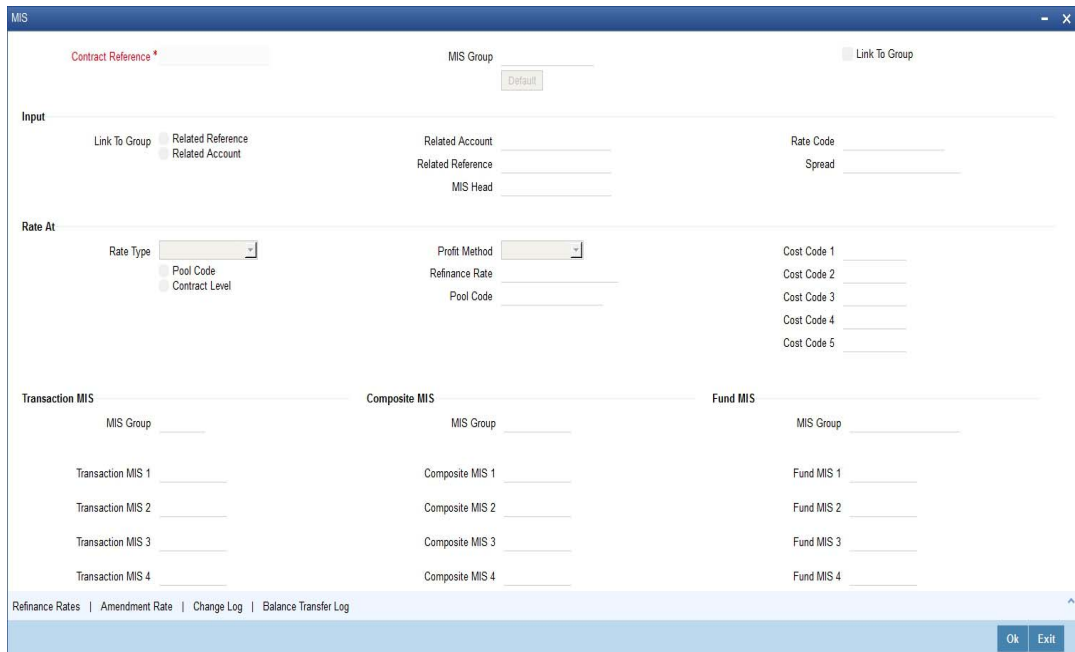 MIS
Contract Reference *
MIS Group
Link To Group
Default
Input
Link To Group
Related Reference
Related Account
Related Account
Related Reference
MIS Head
Rate Code
Spread
Rate At
Rate Type
Pool Code
Contract Level
Profit Method
Refinance Rate
Pool Code
Cost Code 1
Cost Code 2
Cost Code 3
Cost Code 4
Cost Code 5
Transaction MIS
MIS Group
Transaction MIS 1
Transaction MIS 2
Transaction MIS 3
Transaction MIS 4
Composite MIS
MIS Group
Composite MIS 1
Composite MIS 2
Composite MIS 3
Composite MIS 4
Fund MIS
MIS Group
Fund MIS 1
Fund MIS 2
Fund MIS 3
Fund MIS 4
Refinance Rates | Amendment Rate | Change Log | Balance Transfer Log
Ok Exit